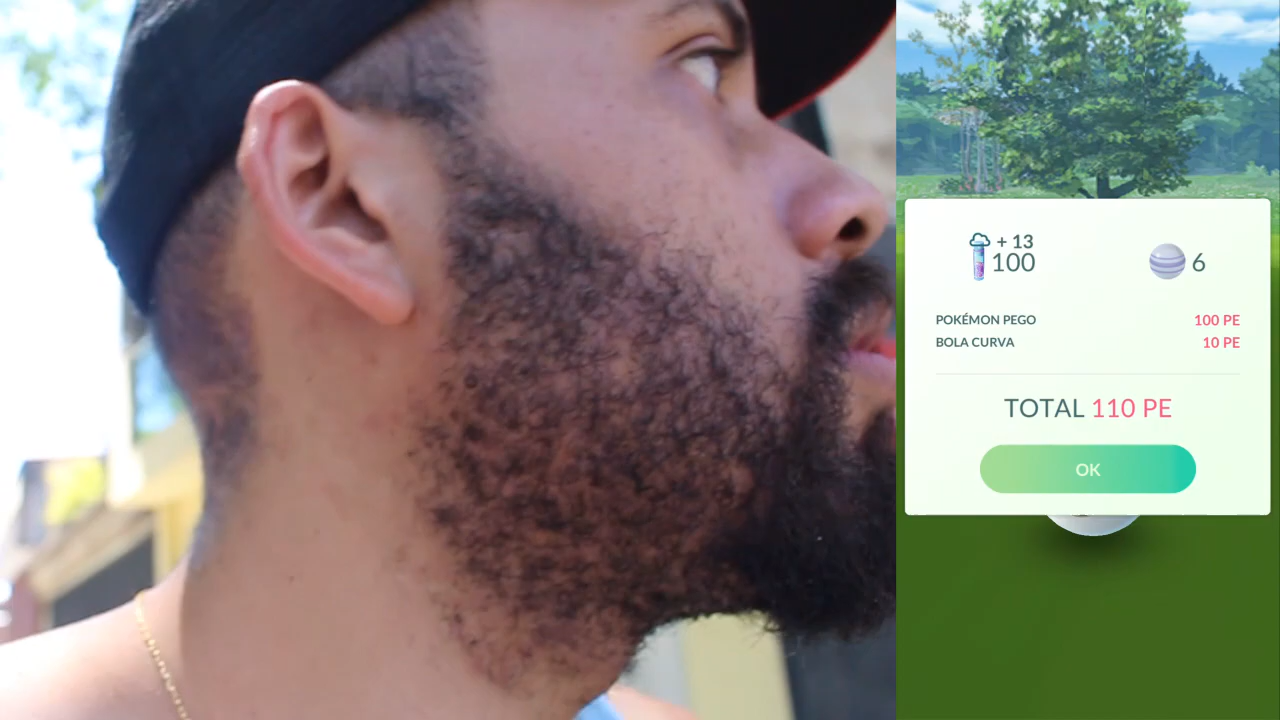 + 13
100
6
POKÉMON PEGO 100 PE
BOLA CURVA 10 PE
TOTAL 110 PE
OK